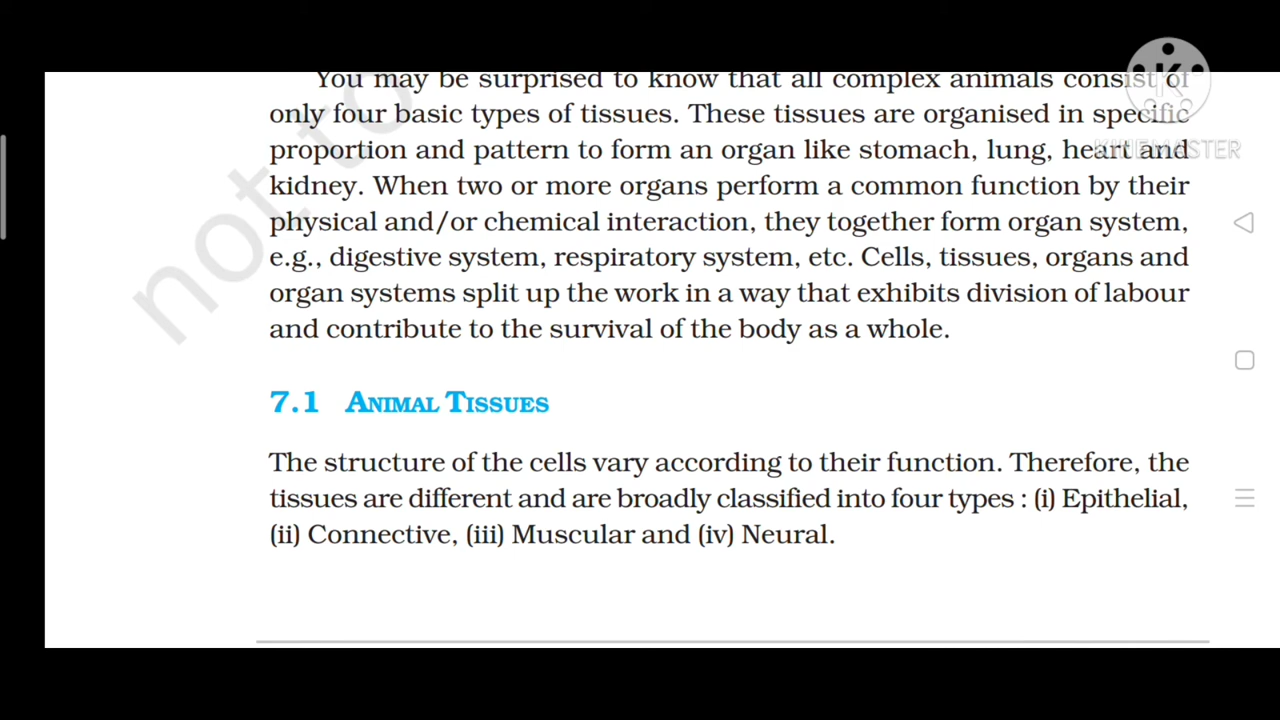 You may be surprised to know that all complex animals consist of
only four basic types of tissues. These tissues are organised in specific
proportion and pattern to form an organ like stomach, lung, heart and
kidney. When two or more organs perform a common function by their
physical and/or chemical interaction, they together form organ system,
e.g., digestive system, respiratory system, etc. Cells, tissues, organs and
organ systems split up the work in a way that exhibits division of labour
and contribute to the survival of the body as a whole.
7.1 ANIMAL TISSUES
The structure of the cells vary according to their function. Therefore, the
tissues are different and are broadly classified into four types : (i) Epithelial,
(ii) Connective, (iii) Muscular and (iv) Neural.
not to
K
KINEMASTER